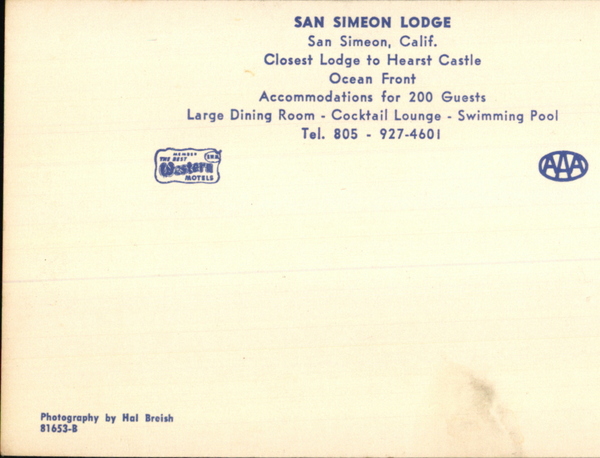 SAN SIMEON LODGE
San Simeon, Calif.
Closest Lodge to Hearst Castle
Ocean Front
Accommodations for 200 Guests
Large Dining Room - Cocktail Lounge - Swimming Pool
Tel. 805 - 927-4601
MEMBER
THE BEST
Western
MOTELS
AAA
Photography by Hal Breish
81653-B